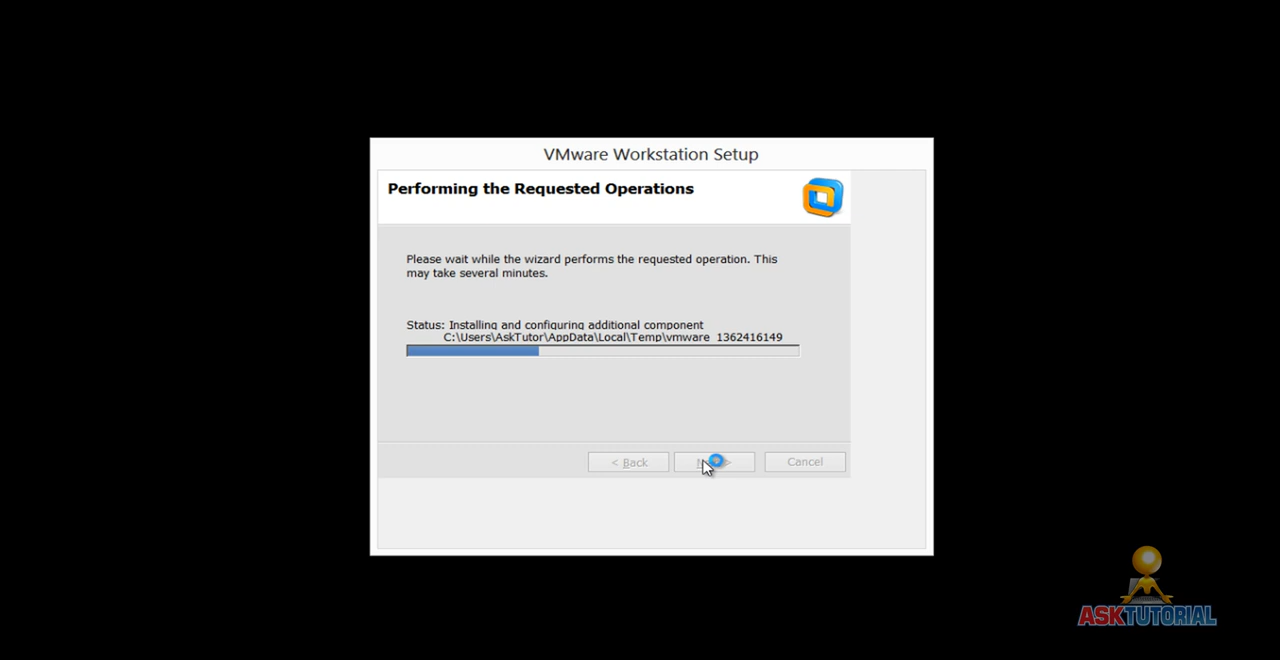 VMware Workstation Setup
Performing the Requested Operations
Please wait while the wizard performs the requested operation. This
may take several minutes.
Status: Installing and configuring additional component
C:\Users\AskTutor\AppData\Local\Temp\vmware_1362416149
< Back
Cancel
ASKTUTORIAL